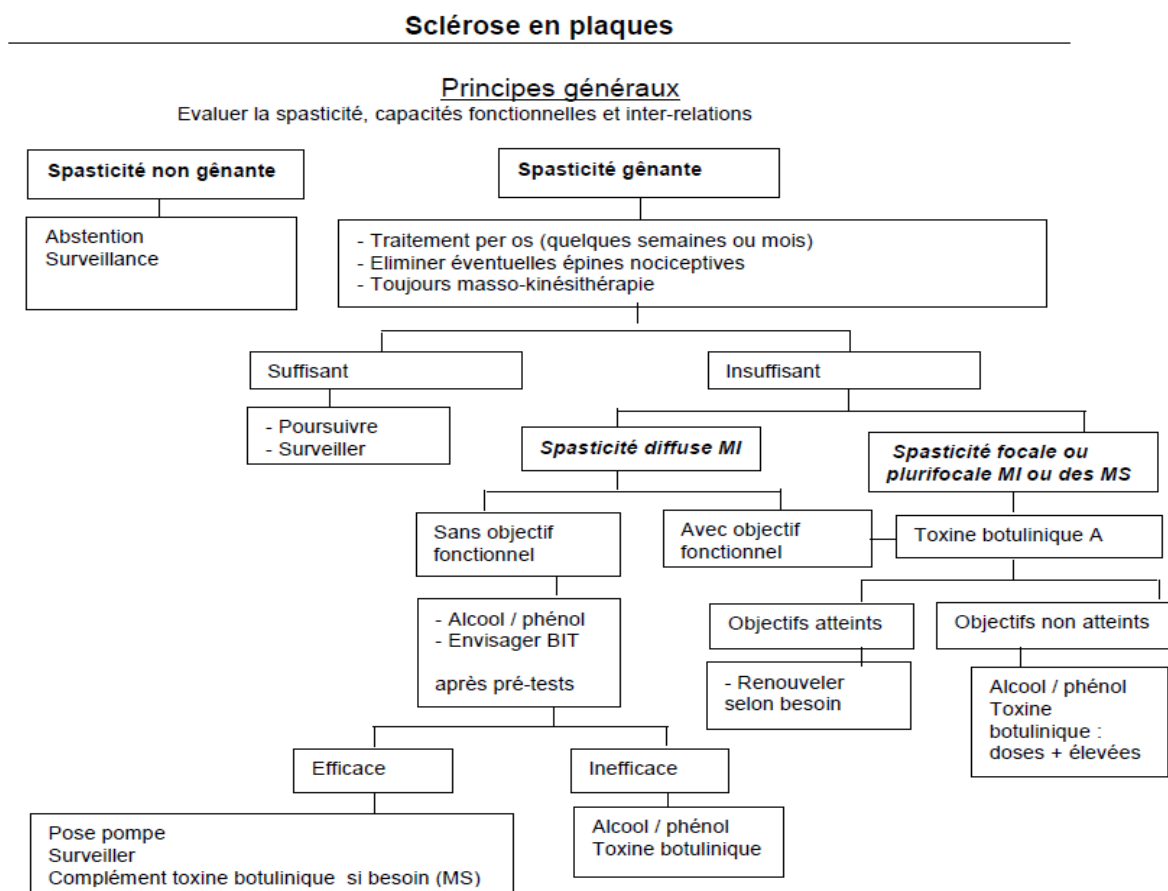 Sclérose en plaques
Principes généraux
Evaluer la spasticité, capacités fonctionnelles et inter-relations
Spasticité non gênante
Spasticité gênante
Abstention
Surveillance
- Traitement per os (quelques semaines ou mois)
- Eliminer éventuelles épines nociceptives
- Toujours masso-kinésithérapie
Suffisant
Insuffisant
- Poursuivre
- Surveiller
Spasticité diffuse MI
Spasticité focale ou
plurifocale MI ou des MS
Sans objectif
fonctionnel
Avec objectif
fonctionnel
Toxine botulinique A
- Alcool / phénol
- Envisager BIT
après pré-tests
Objectifs atteints
Objectifs non atteints
- Renouveler
selon besoin
Alcool / phénol
Toxine
botulinique :
doses + élevées
Efficace
Inefficace
Pose pompe
Surveiller
Complément toxine botulinique si besoin (MS)
Alcool / phénol
Toxine botulinique